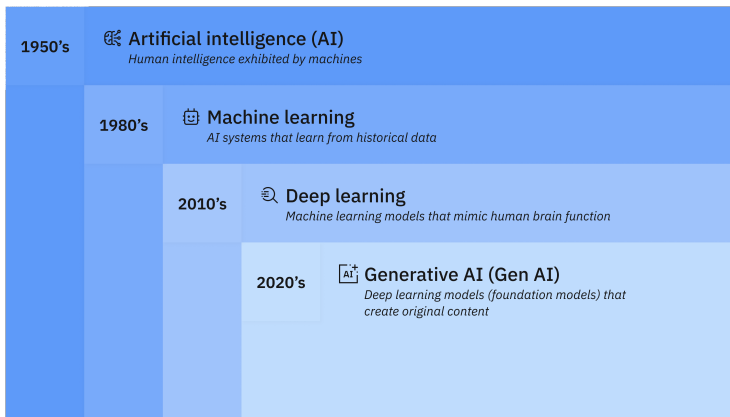 1950's
Artificial intelligence (AI)
Human intelligence exhibited by machines
1980's
Machine learning
AI systems that learn from historical data
2010's
Deep learning
Machine learning models that mimic human brain function
2020's
AI
Generative AI (Gen AI)
Deep learning models (foundation models) that
create original content